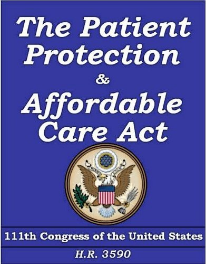 The Patient
Protection
&
Affordable
Care Act
111th Congress of the United States
H.R. 3590